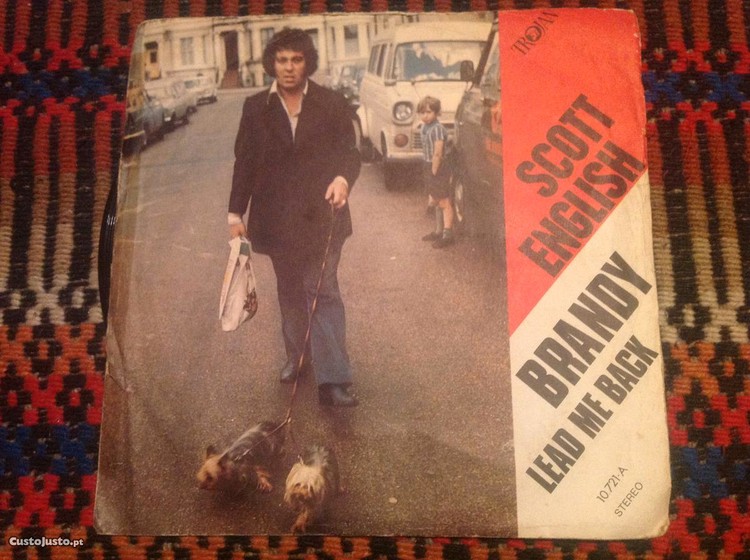 TROJAN
SCOTT
ENGLISH
BRANDY
LEAD ME BACK
10.721-A
STEREO
CustoJusto.pt